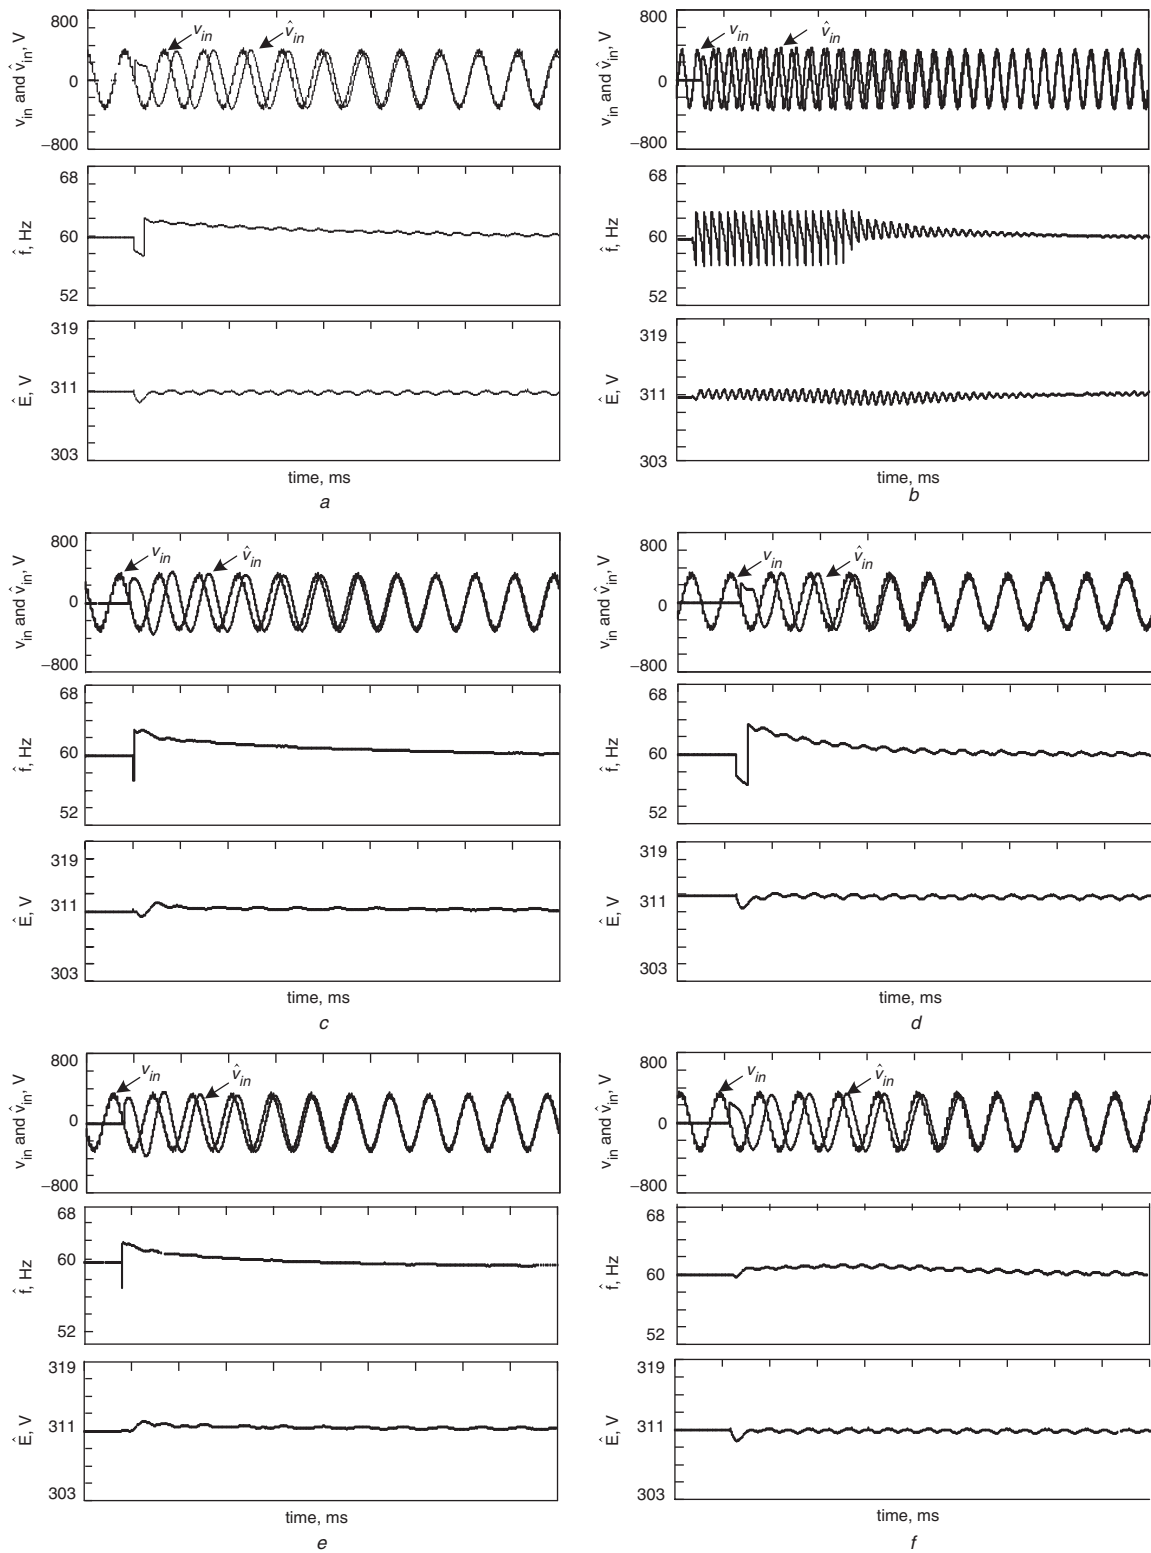 800
0
−800
v_in and v̂_in, V
v_in
v̂_in
68
60
52
f̂, Hz
319
311
303
Ê, V
time, ms
a
800
0
−800
v_in and v̂_in, V
v_in
v̂_in
68
60
52
f̂, Hz
319
311
303
Ê, V
time, ms
b
800
0
−800
v_in and v̂_in, V
v_in
v̂_in
68
60
52
f̂, Hz
319
311
303
Ê, V
time, ms
c
800
0
−800
v_in and v̂_in, V
v_in
v̂_in
68
60
52
f̂, Hz
319
311
303
Ê, V
time, ms
d
800
0
−800
v_in and v̂_in, V
v_in
v̂_in
68
60
52
f̂, Hz
319
311
303
Ê, V
time, ms
e
800
0
−800
v_in and v̂_in, V
v_in
v̂_in
68
60
52
f̂, Hz
319
311
303
Ê, V
time, ms
f